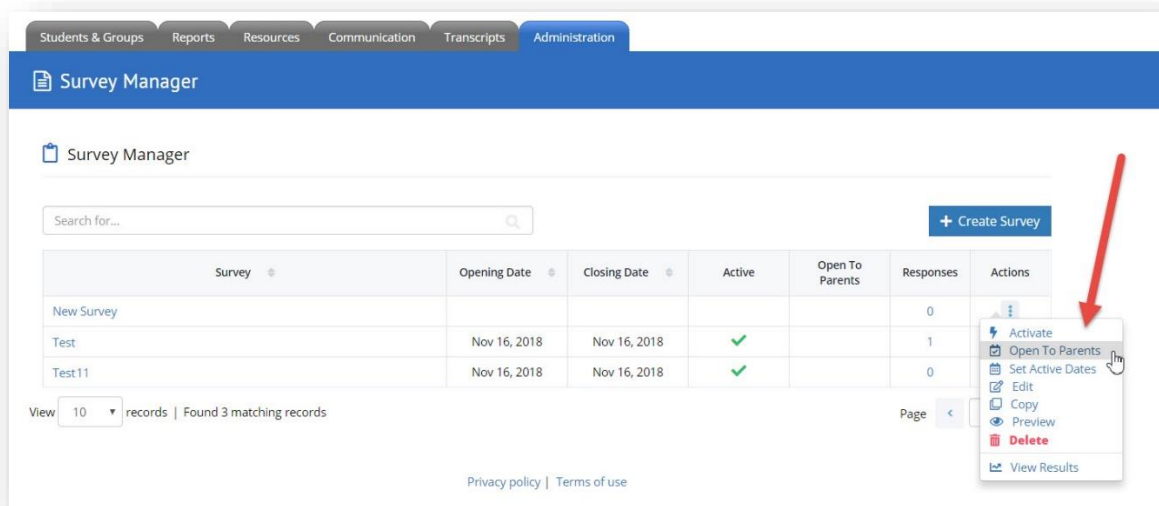 Students & Groups Reports Resources Communication Transcripts Administration
Survey Manager
Survey Manager
Search for...
+ Create Survey
Survey Opening Date Closing Date Active Open To Parents Responses Actions
New Survey 0
Test Nov 16, 2018 Nov 16, 2018 1
Test11 Nov 16, 2018 Nov 16, 2018 0
Activate
Open To Parents
Set Active Dates
Edit
Copy
Preview
Delete
View Results
View 10 records | Found 3 matching records
Page <
Privacy policy | Terms of use